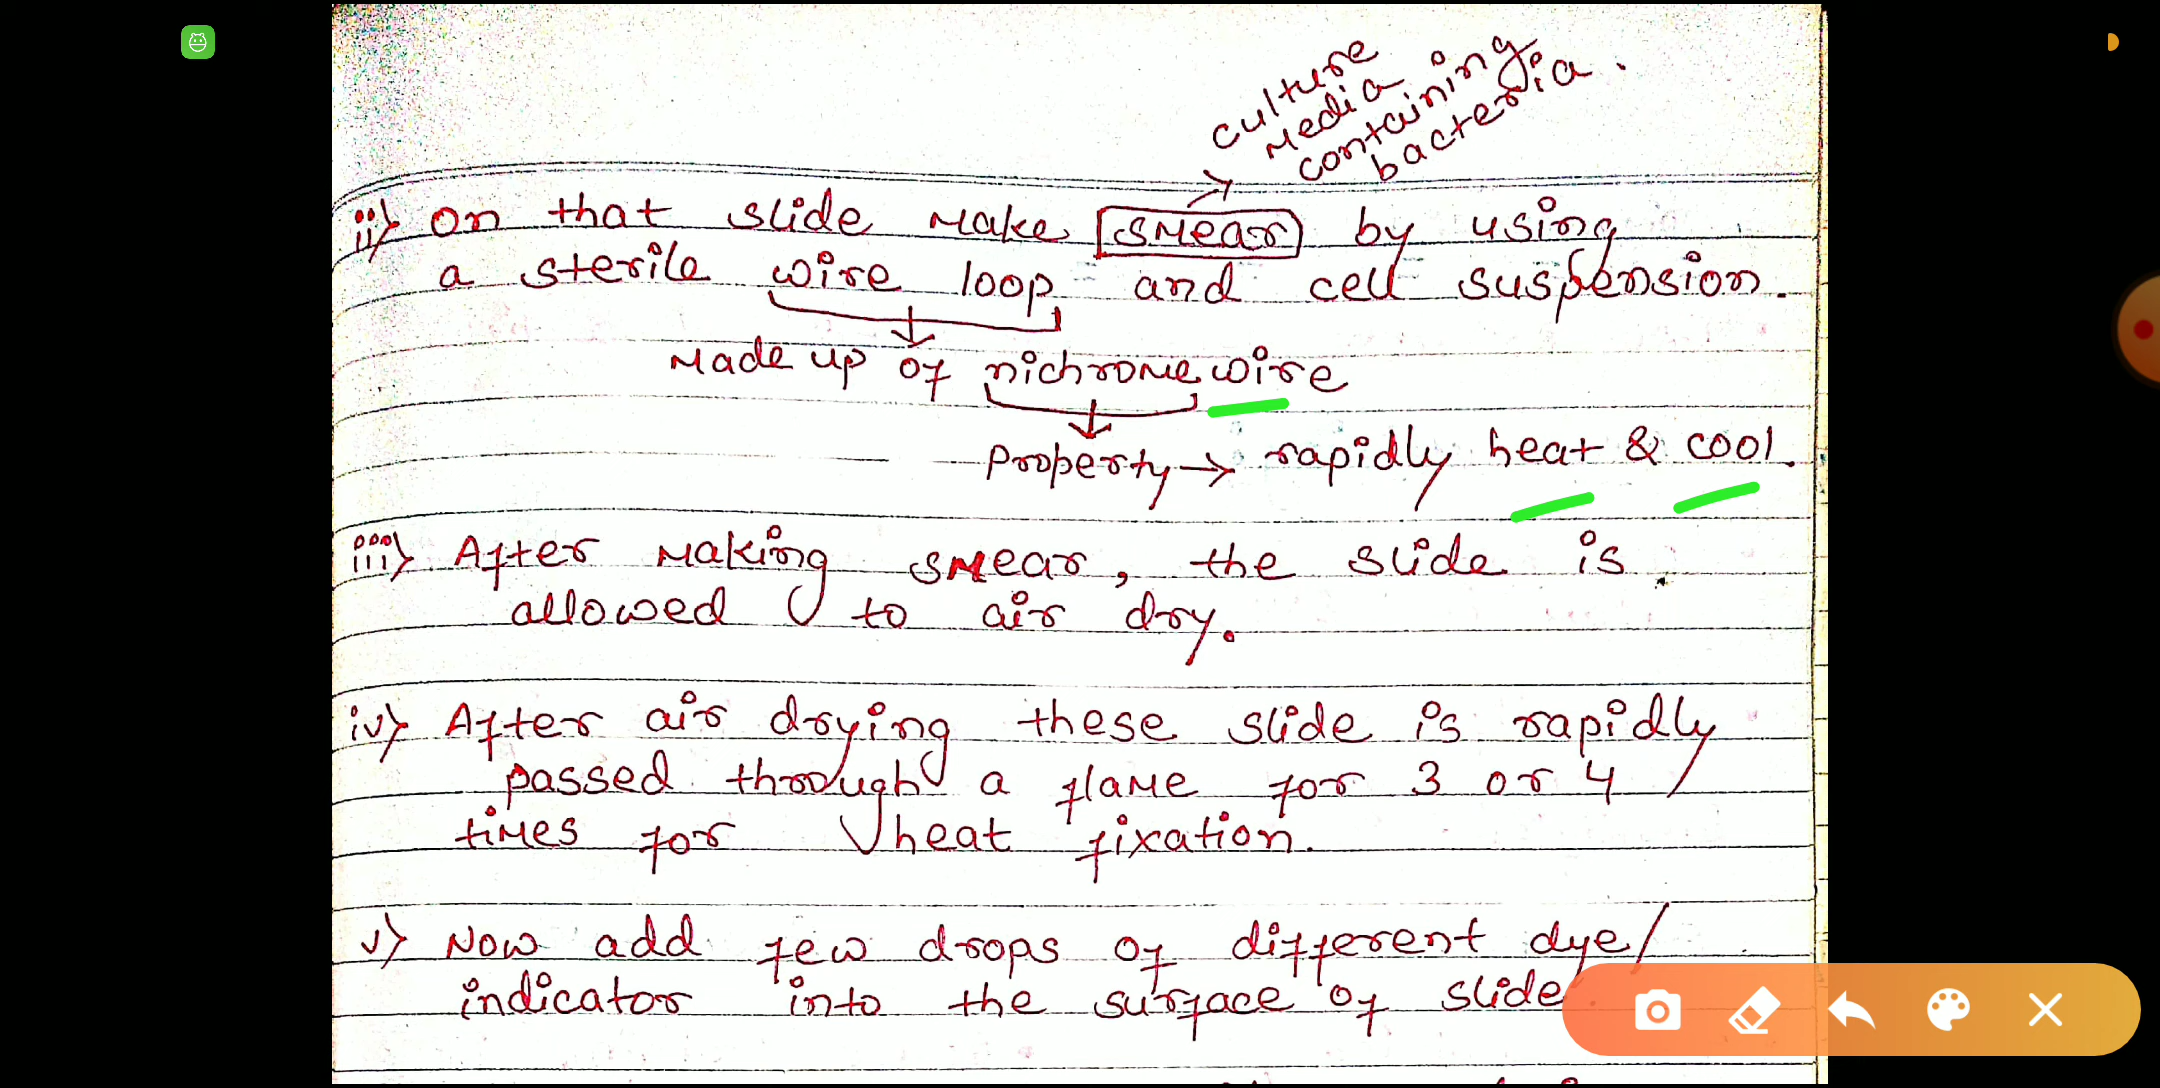 culture
Media
containing
bacteria.
ii) on that slide Make smear by using
a sterile wire loop and cell suspension.
Made up of nichrome wire
property → rapidly heat & cool.
iii) After Making smear, the slide is
allowed to air dry.
iv) After air drying these slide is rapidly
passed through a flame for 3 or 4
times for heat fixation.
v) Now add few drops of different dye/
indicator into the surface of slide.